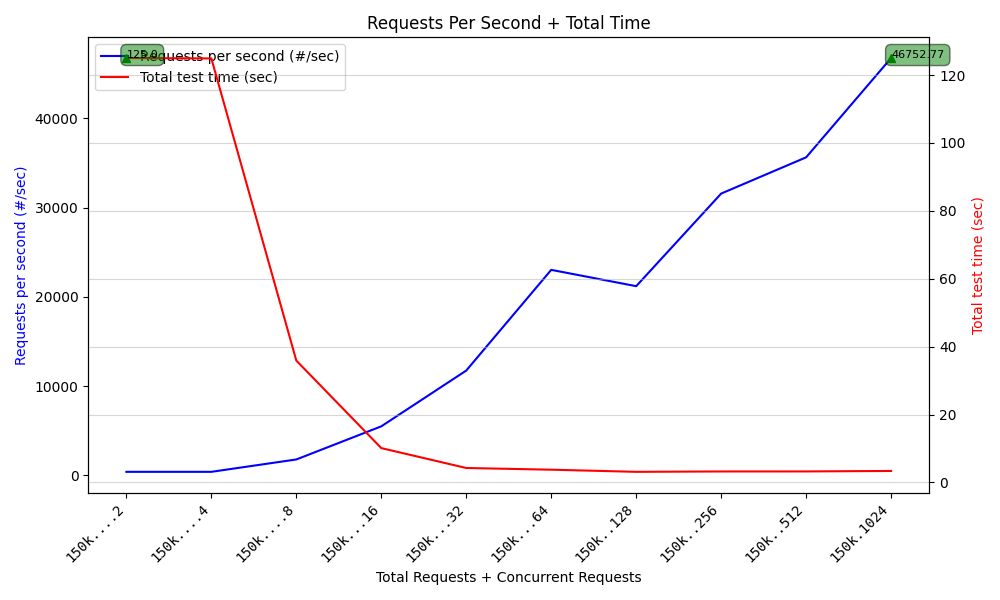 Requests Per Second + Total Time
125.0
Requests per second (#/sec)
Total test time (sec)
46752.77
40000
30000
20000
10000
0
Requests per second (#/sec)
120
100
80
60
40
20
0
Total test time (sec)
150k....2
150k....4
150k....8
150k...16
150k...32
150k...64
150k..128
150k..256
150k..512
150k.1024
Total Requests + Concurrent Requests